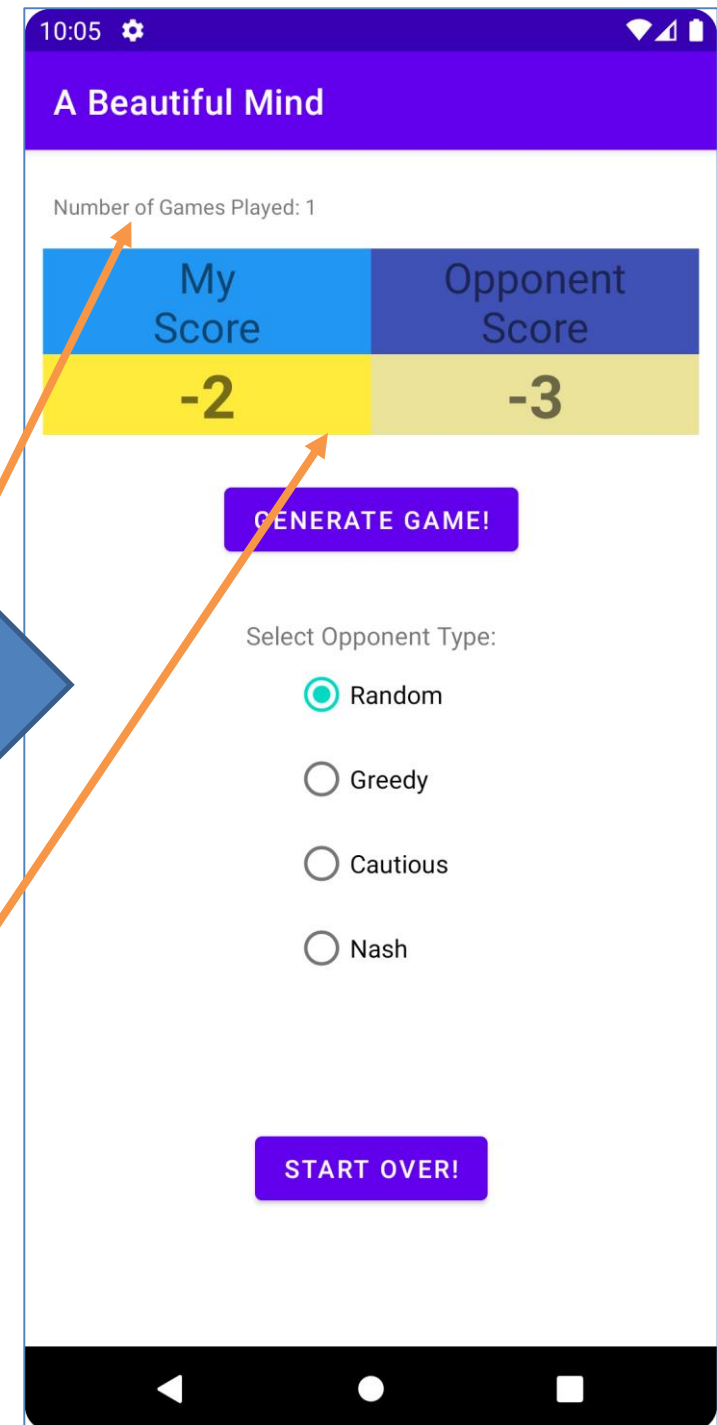 10:05
A Beautiful Mind
Number of Games Played: 1
My Opponent
Score Score
-2 -3
GENERATE GAME!
Select Opponent Type:
Random
Greedy
Cautious
Nash
START OVER!